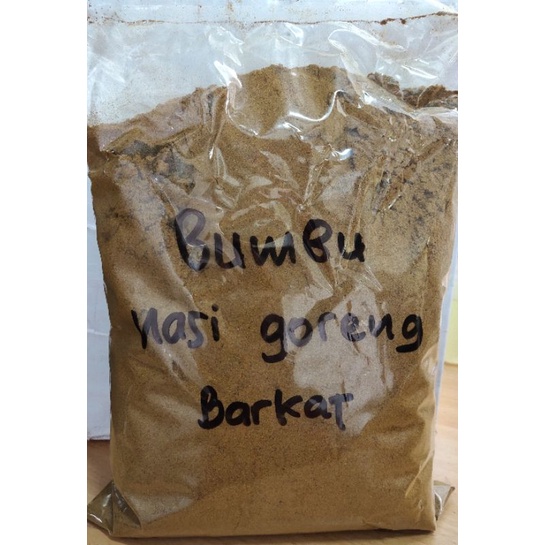 Bumbu
nasi goreng
Barkat